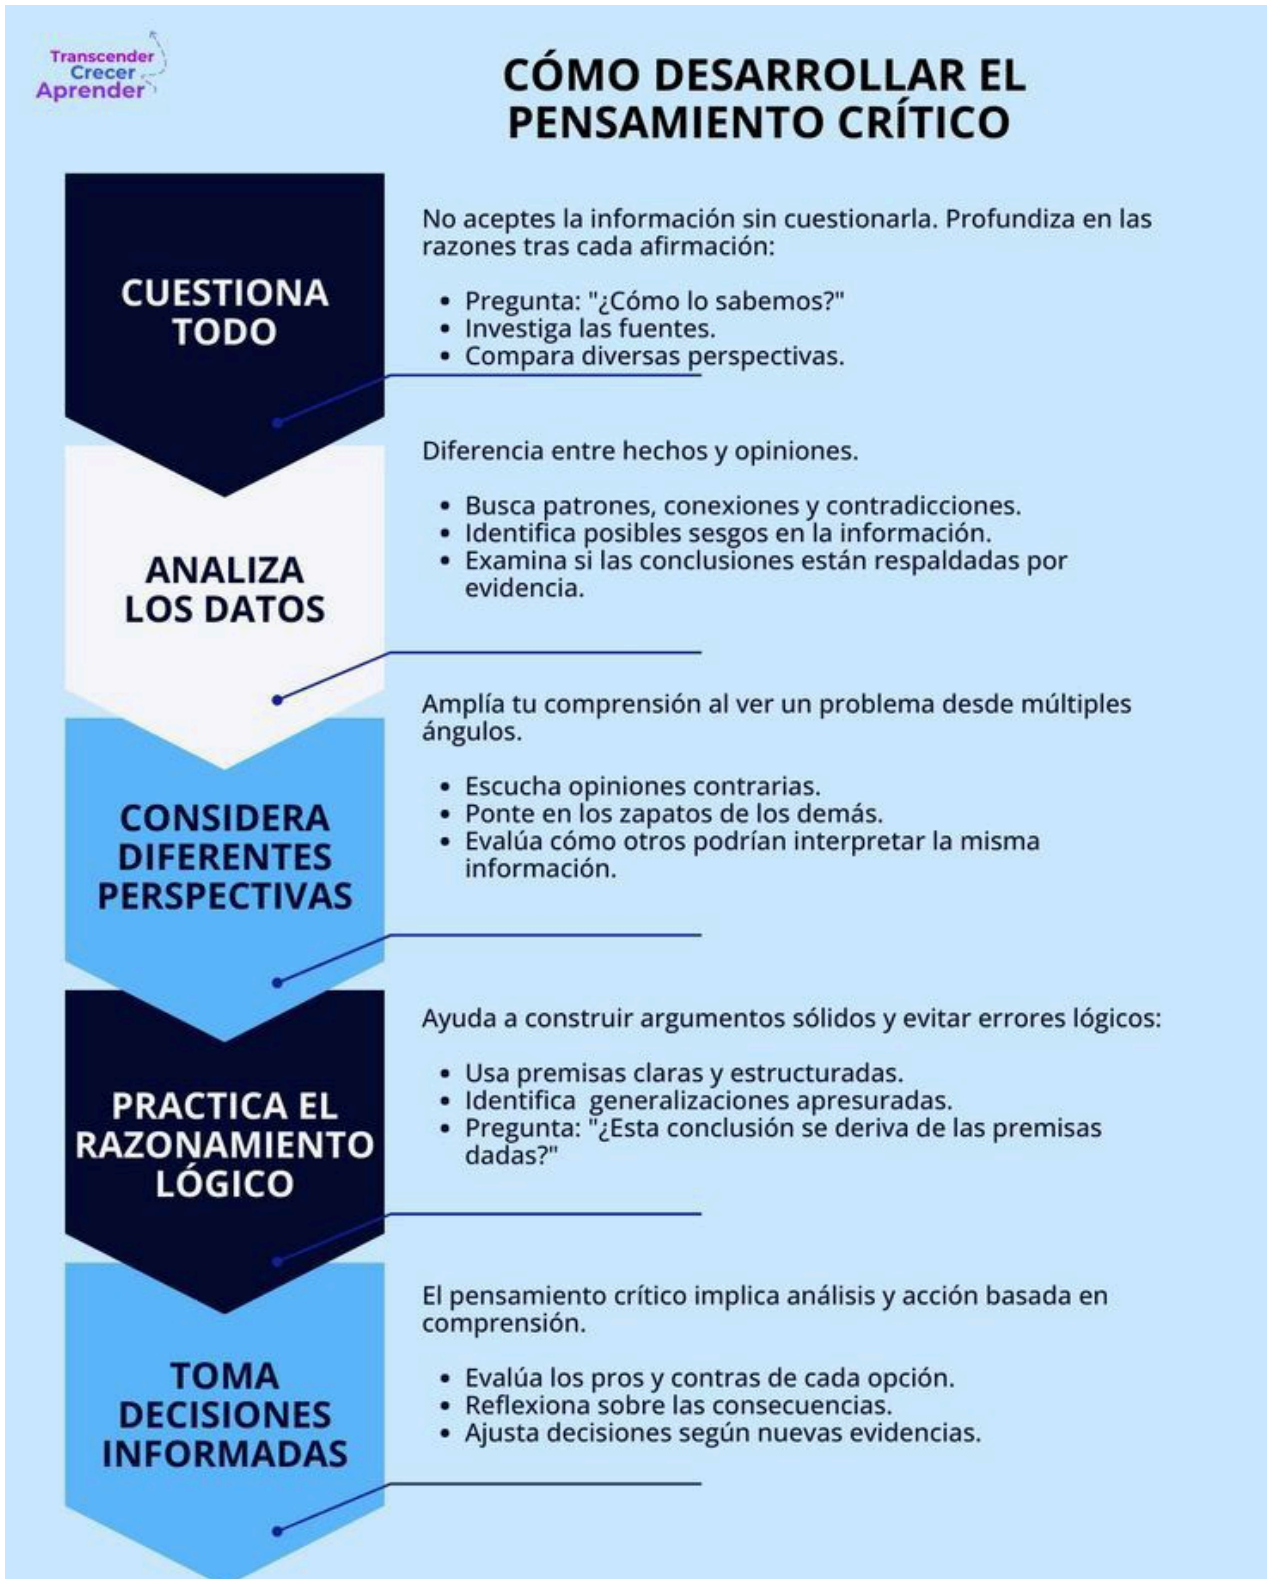 Transcender
Crecer
Aprender
CÓMO DESARROLLAR EL
PENSAMIENTO CRÍTICO
CUESTIONA
TODO
No aceptes la información sin cuestionarla. Profundiza en las
razones tras cada afirmación:
• Pregunta: "¿Cómo lo sabemos?"
• Investiga las fuentes.
• Compara diversas perspectivas.
ANALIZA
LOS DATOS
Diferencia entre hechos y opiniones.
• Busca patrones, conexiones y contradicciones.
• Identifica posibles sesgos en la información.
• Examina si las conclusiones están respaldadas por
evidencia.
CONSIDERA
DIFERENTES
PERSPECTIVAS
Amplía tu comprensión al ver un problema desde múltiples
ángulos.
• Escucha opiniones contrarias.
• Ponte en los zapatos de los demás.
• Evalúa cómo otros podrían interpretar la misma
información.
PRACTICA EL
RAZONAMIENTO
LÓGICO
Ayuda a construir argumentos sólidos y evitar errores lógicos:
• Usa premisas claras y estructuradas.
• Identifica  generalizaciones apresuradas.
• Pregunta: "¿Esta conclusión se deriva de las premisas
dadas?"
TOMA
DECISIONES
INFORMADAS
El pensamiento crítico implica análisis y acción basada en
comprensión.
• Evalúa los pros y contras de cada opción.
• Reflexiona sobre las consecuencias.
• Ajusta decisiones según nuevas evidencias.